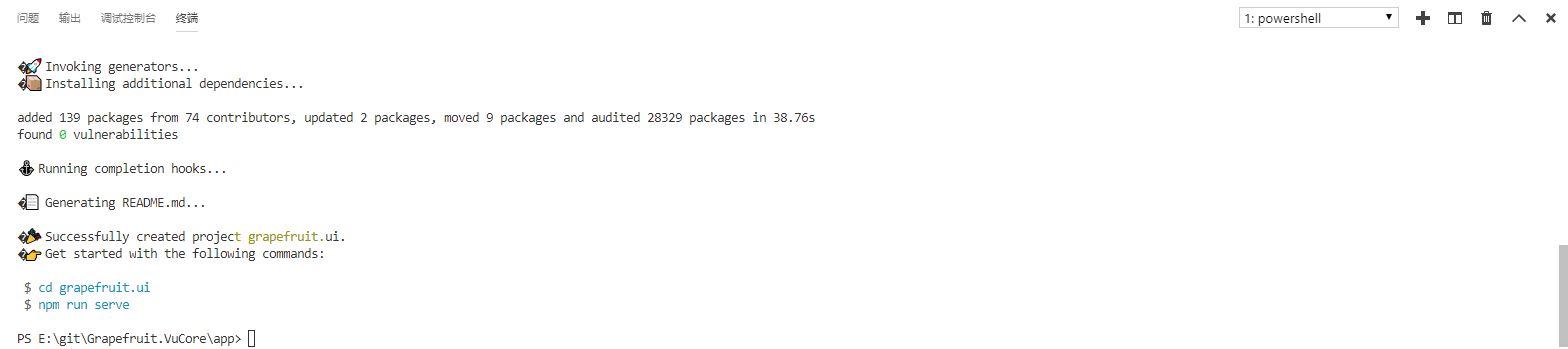 问题 输出 调试控制台 终端 1: powershell
Invoking generators...
Installing additional dependencies...
added 139 packages from 74 contributors, updated 2 packages, moved 9 packages and audited 28329 packages in 38.76s
found 0 vulnerabilities
Running completion hooks...
Generating README.md...
Successfully created project grapefruit.ui.
Get started with the following commands:
$ cd grapefruit.ui
$ npm run serve
PS E:\git\Grapefruit.VuCore\app>